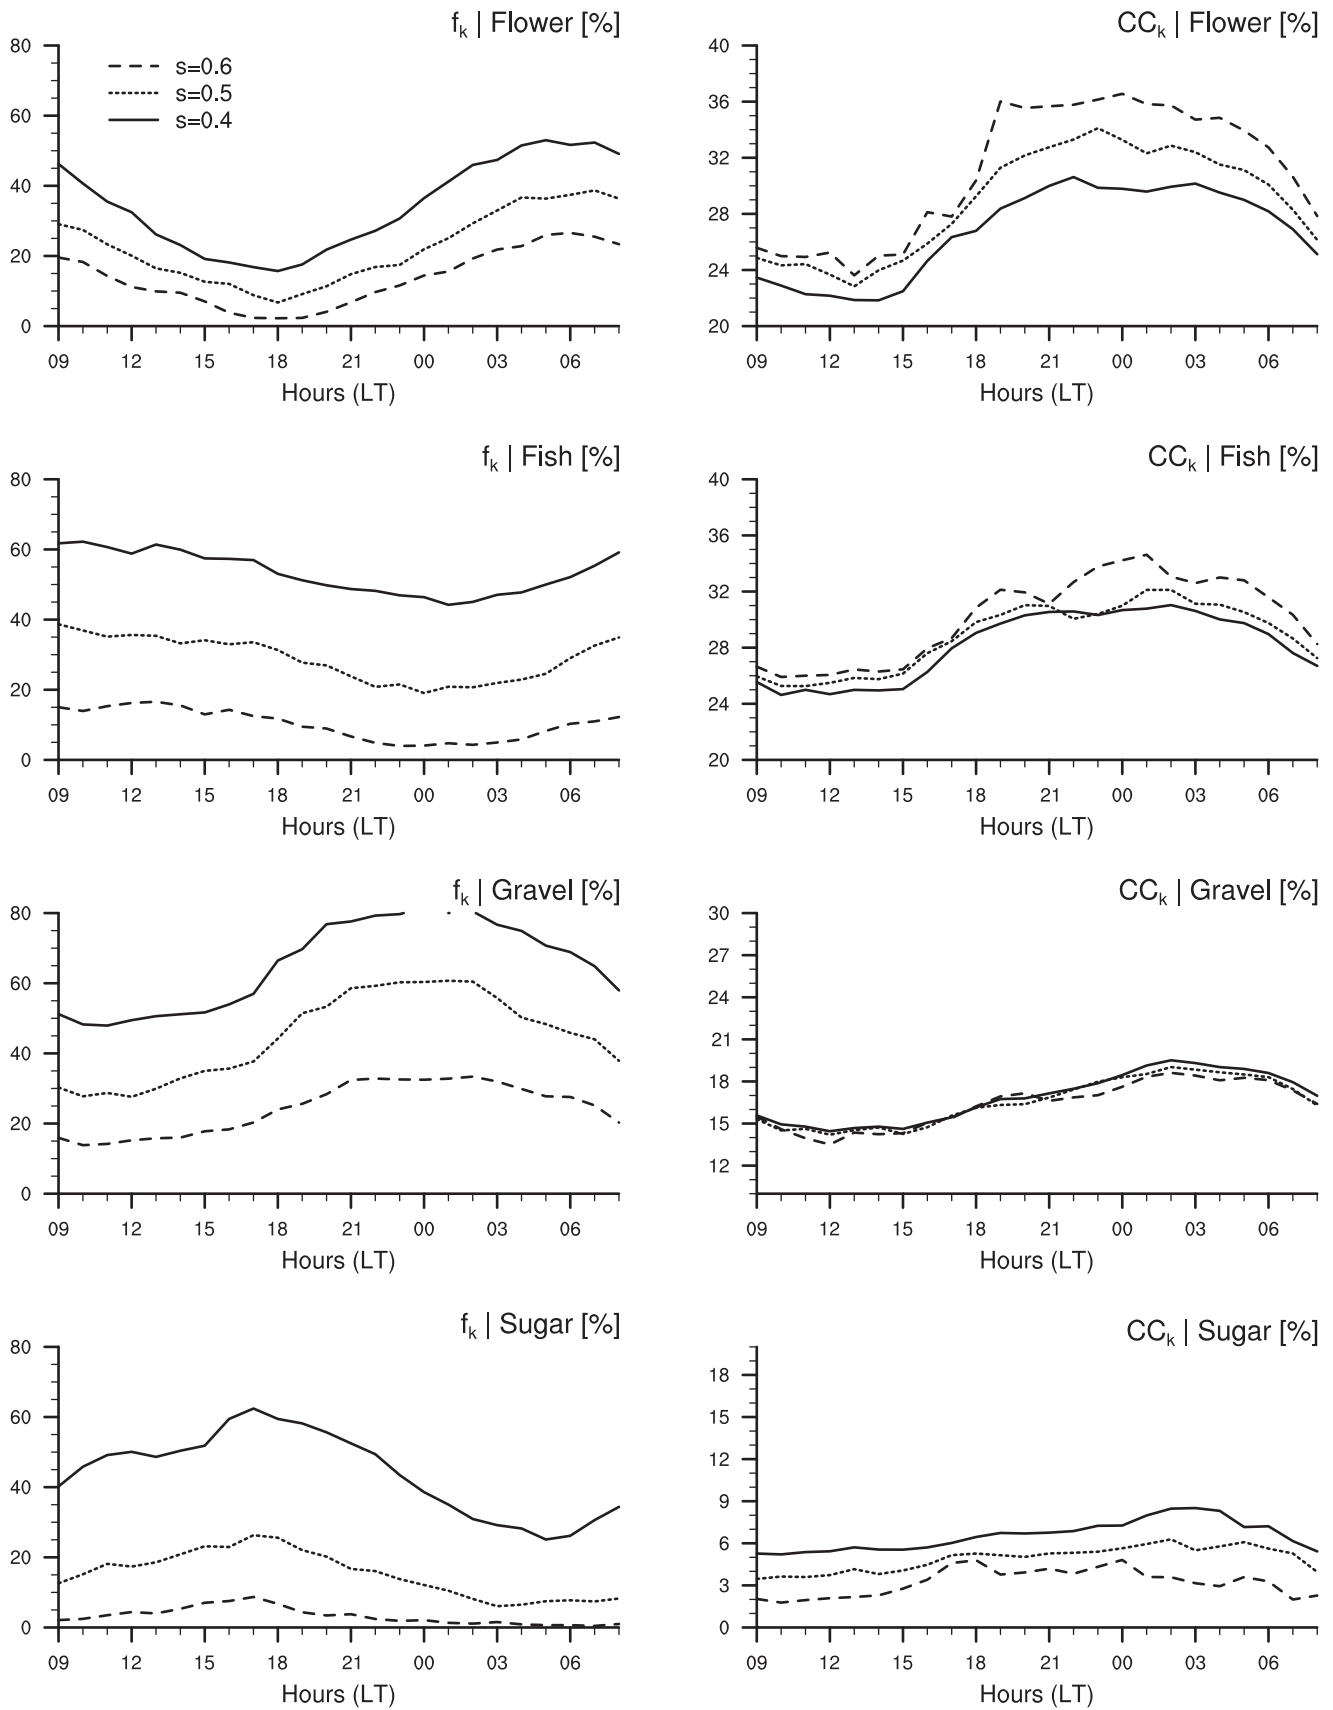 f_k | Flower [%]
80
60
40
20
0
s=0.6
s=0.5
s=0.4
09 12 15 18 21 00 03 06
Hours (LT)
CC_k | Flower [%]
40
36
32
28
24
20
09 12 15 18 21 00 03 06
Hours (LT)
f_k | Fish [%]
80
60
40
20
0
09 12 15 18 21 00 03 06
Hours (LT)
CC_k | Fish [%]
40
36
32
28
24
20
09 12 15 18 21 00 03 06
Hours (LT)
f_k | Gravel [%]
80
60
40
20
0
09 12 15 18 21 00 03 06
Hours (LT)
CC_k | Gravel [%]
30
27
24
21
18
15
12
09 12 15 18 21 00 03 06
Hours (LT)
f_k | Sugar [%]
80
60
40
20
0
09 12 15 18 21 00 03 06
Hours (LT)
CC_k | Sugar [%]
18
15
12
9
6
3
0
09 12 15 18 21 00 03 06
Hours (LT)